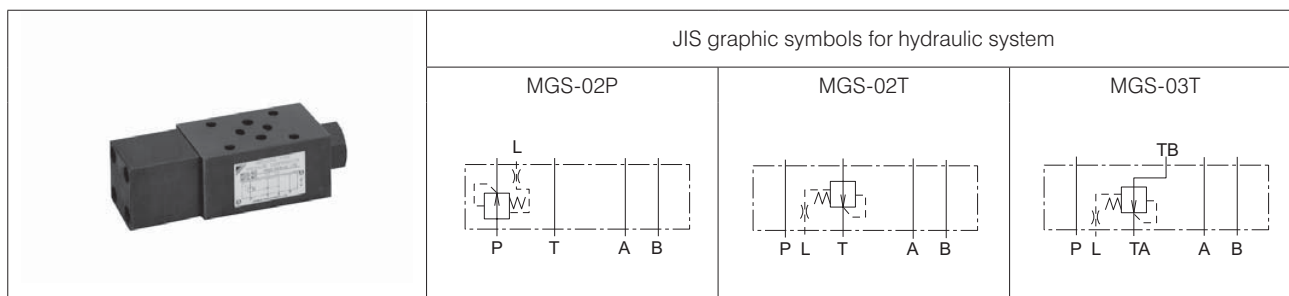 JIS graphic symbols for hydraulic system
MGS-02P
MGS-02T
MGS-03T
L
P T A B
P L T A B
TB
P L TA A B